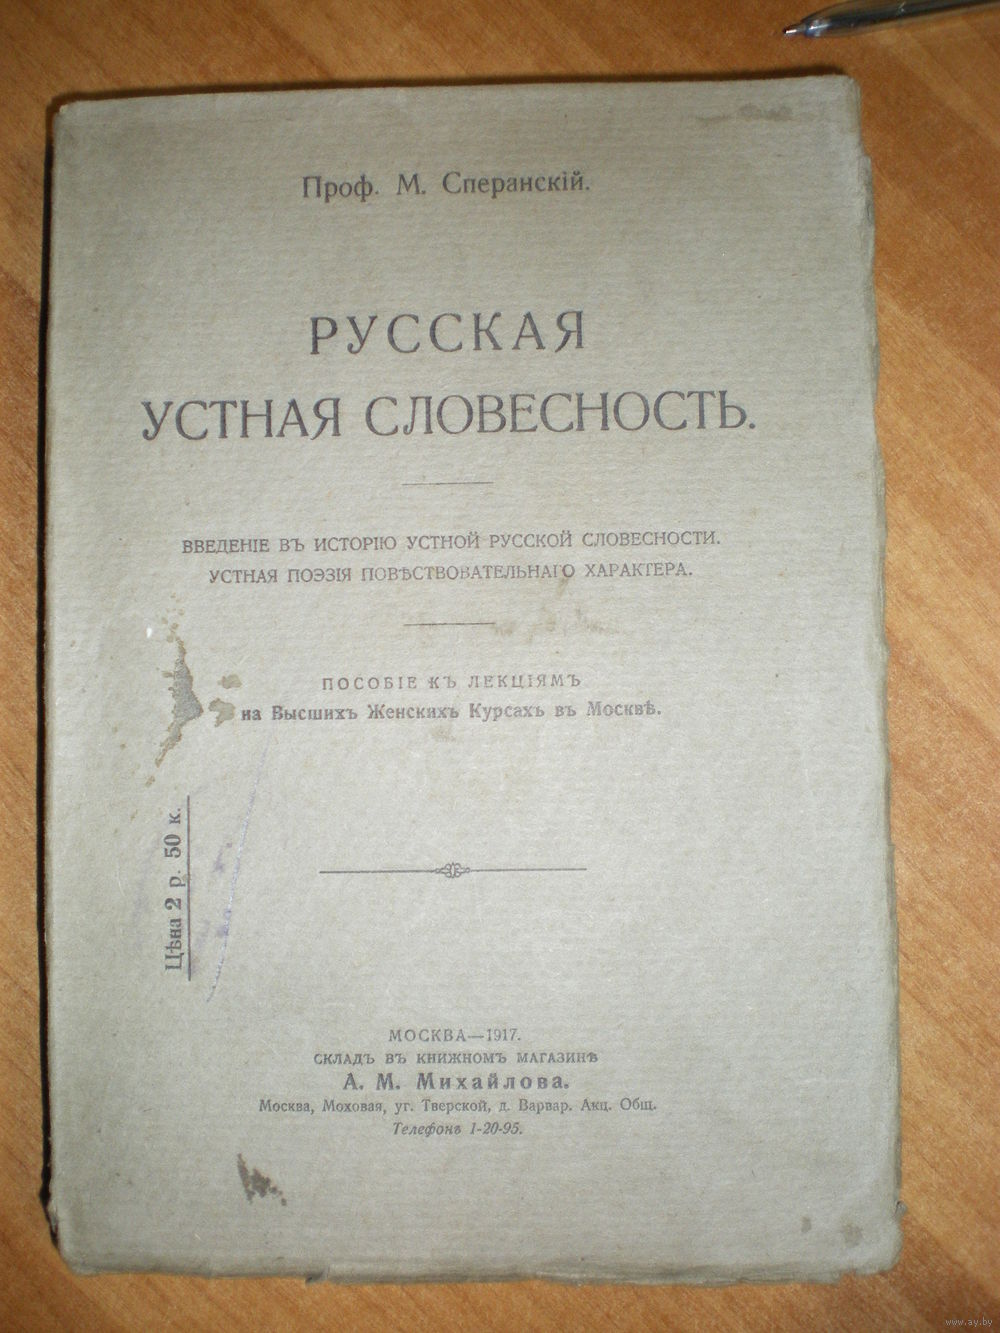 Проф. М. Сперанскій.
РУССКАЯ
УСТНАЯ СЛОВЕСНОСТЬ.
ВВЕДЕНІЕ ВЪ ИСТОРІЮ УСТНОЙ РУССКОЙ СЛОВЕСНОСТИ.
УСТНАЯ ПОЭЗІЯ ПОВѢСТВОВАТЕЛЬНАГО ХАРАКТЕРА.
ПОСОБІЕ КЪ ЛЕКЦІЯМЪ
на Высшихъ Женскихъ Курсахъ въ Москвѣ.
Цѣна 2 р. 50 к.
МОСКВА—1917.
СКЛАДЪ ВЪ КНИЖНОМЪ МАГАЗИНѢ
А. М. Михайлова.
Москва, Моховая, уг. Тверской, д. Варвар. Акц. Общ.
Телефонъ 1-20-95.
www.ay.by